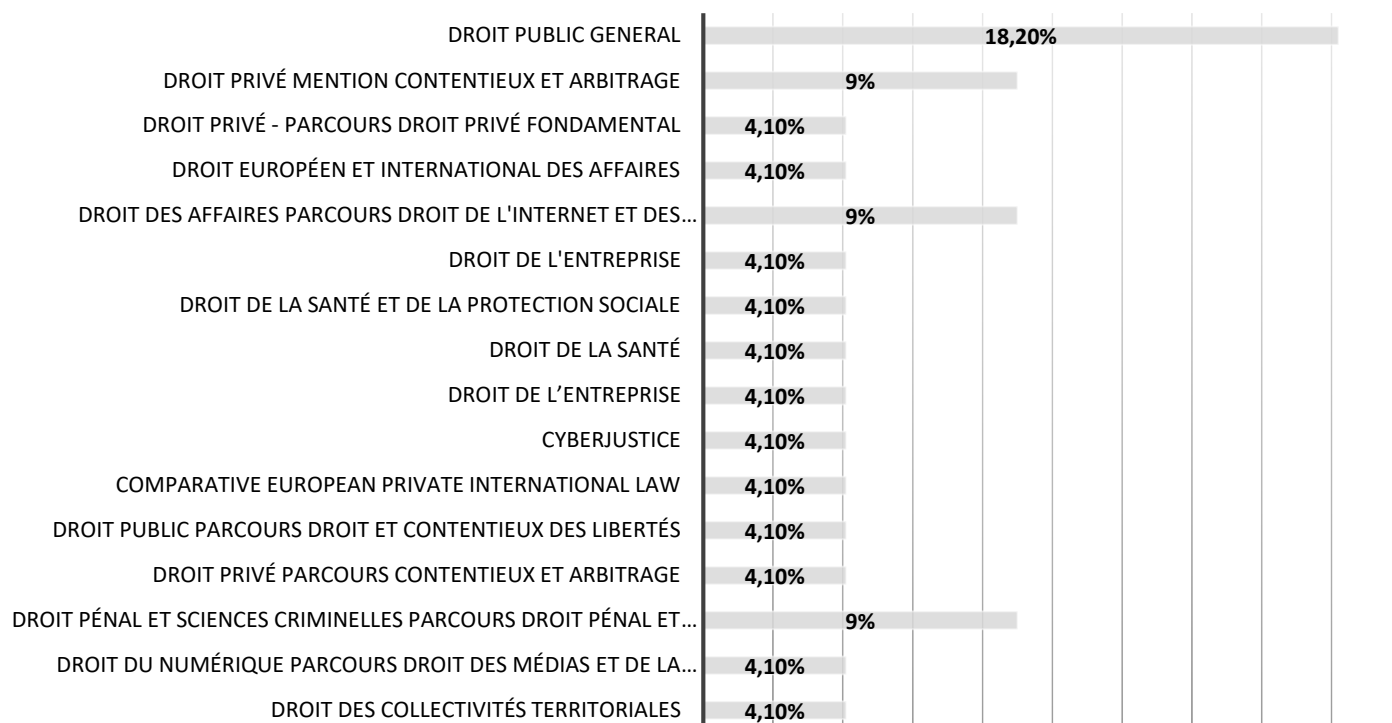 DROIT PUBLIC GENERAL 18,20%
DROIT PRIVÉ MENTION CONTENTIEUX ET ARBITRAGE 9%
DROIT PRIVÉ - PARCOURS DROIT PRIVÉ FONDAMENTAL 4,10%
DROIT EUROPÉEN ET INTERNATIONAL DES AFFAIRES 4,10%
DROIT DES AFFAIRES PARCOURS DROIT DE L'INTERNET ET DES… 9%
DROIT DE L'ENTREPRISE 4,10%
DROIT DE LA SANTÉ ET DE LA PROTECTION SOCIALE 4,10%
DROIT DE LA SANTÉ 4,10%
DROIT DE L’ENTREPRISE 4,10%
CYBERJUSTICE 4,10%
COMPARATIVE EUROPEAN PRIVATE INTERNATIONAL LAW 4,10%
DROIT PUBLIC PARCOURS DROIT ET CONTENTIEUX DES LIBERTÉS 4,10%
DROIT PRIVÉ PARCOURS CONTENTIEUX ET ARBITRAGE 4,10%
DROIT PÉNAL ET SCIENCES CRIMINELLES PARCOURS DROIT PÉNAL ET… 9%
DROIT DU NUMÉRIQUE PARCOURS DROIT DES MÉDIAS ET DE LA… 4,10%
DROIT DES COLLECTIVITÉS TERRITORIALES 4,10%